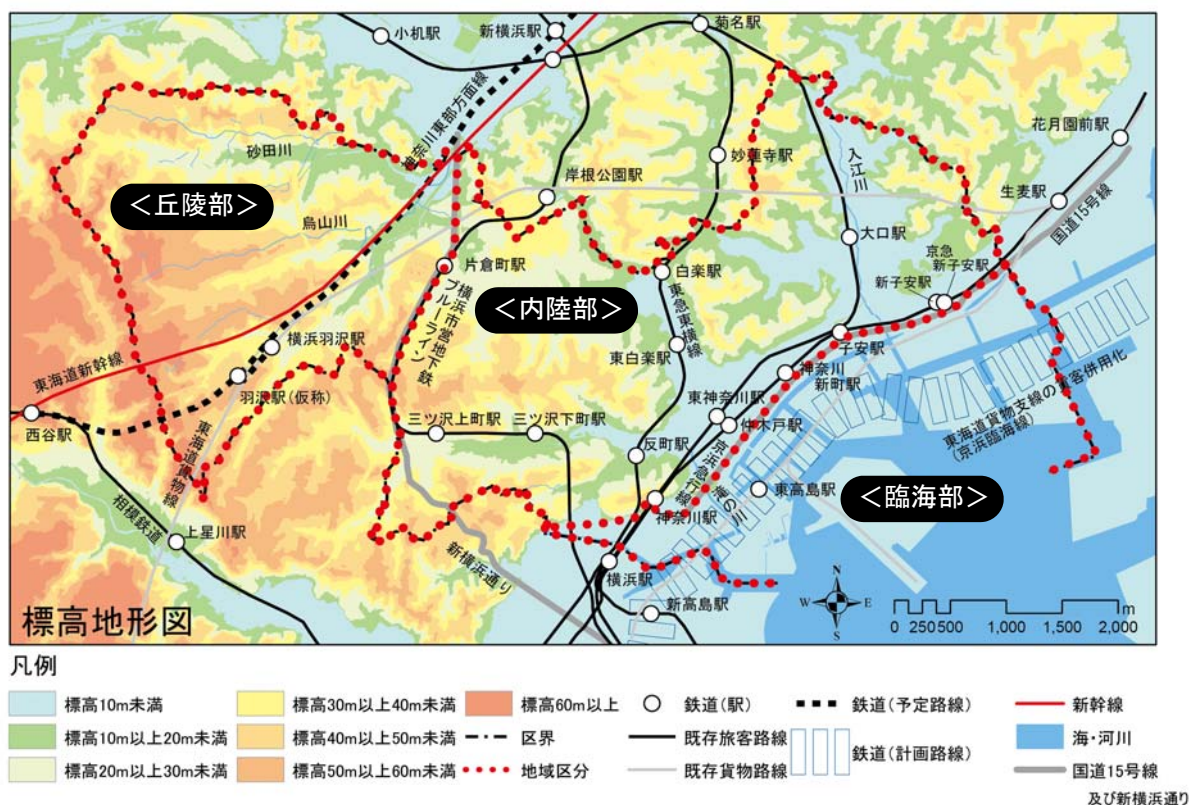 小机駅
新横浜駅
菊名駅
花月園前駅
神奈川東部方面線
砂田川
妙蓮寺駅
入江川
岸根公園駅
生麦駅
国道15号線
<丘陵部>
鳥山川
大口駅
京急
新子安駅
片倉町駅
白楽駅
新子安駅
<内陸部>
横浜市営地下鉄
ブルーライン
東急東横線
横浜羽沢駅
子安駅
東白楽駅
東海道新幹線
神奈川
新町駅
羽沢駅(仮称)
東神奈川駅
東海道貨物支線の貨客併用化
(京浜臨海線)
三ツ沢上町駅
三ツ沢下町駅
仲木戸駅
西谷駅
東海道貨物線
反町駅
京浜急行線
滝の川
東高島駅
<臨海部>
相模鉄道
上星川駅
神奈川駅
新横浜通り
横浜駅
N
W
E
S
新高島駅
標高地形図
m
0 250 500 1,000 1,500 2,000
凡例
標高10m未満
標高30m以上40m未満
標高60m以上
鉄道(駅)
鉄道(予定路線)
新幹線
標高10m以上20m未満
標高40m以上50m未満
区界
既存旅客路線
鉄道(計画路線)
海・河川
標高20m以上30m未満
標高50m以上60m未満
地域区分
既存貨物路線
国道15号線
及び新横浜通り